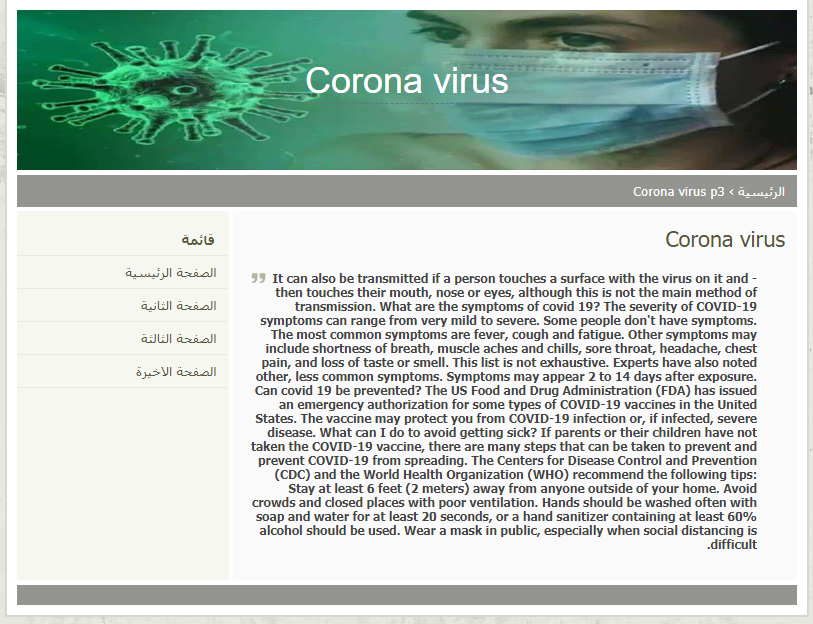 Corona virus
الرئيسية › Corona virus p3
Corona virus
It can also be transmitted if a person touches a surface with the virus on it and -
then touches their mouth, nose or eyes, although this is not the main method of
transmission. What are the symptoms of covid 19? The severity of COVID-19
symptoms can range from very mild to severe. Some people don't have symptoms.
The most common symptoms are fever, cough and fatigue. Other symptoms may
include shortness of breath, muscle aches and chills, sore throat, headache, chest
pain, and loss of taste or smell. This list is not exhaustive. Experts have also noted
other, less common symptoms. Symptoms may appear 2 to 14 days after exposure.
Can covid 19 be prevented? The US Food and Drug Administration (FDA) has issued
an emergency authorization for some types of COVID-19 vaccines in the United
States. The vaccine may protect you from COVID-19 infection or, if infected, severe
disease. What can I do to avoid getting sick? If parents or their children have not
taken the COVID-19 vaccine, there are many steps that can be taken to prevent and
prevent COVID-19 from spreading. The Centers for Disease Control and Prevention
(CDC) and the World Health Organization (WHO) recommend the following tips:
Stay at least 6 feet (2 meters) away from anyone outside of your home. Avoid
crowds and closed places with poor ventilation. Hands should be washed often with
soap and water for at least 20 seconds, or a hand sanitizer containing at least 60%
alcohol should be used. Wear a mask in public, especially when social distancing is
.difficult
قائمة
الصفحة الرئيسية
الصفحة الثانية
الصفحة الثالثة
الصفحة الاخيرة